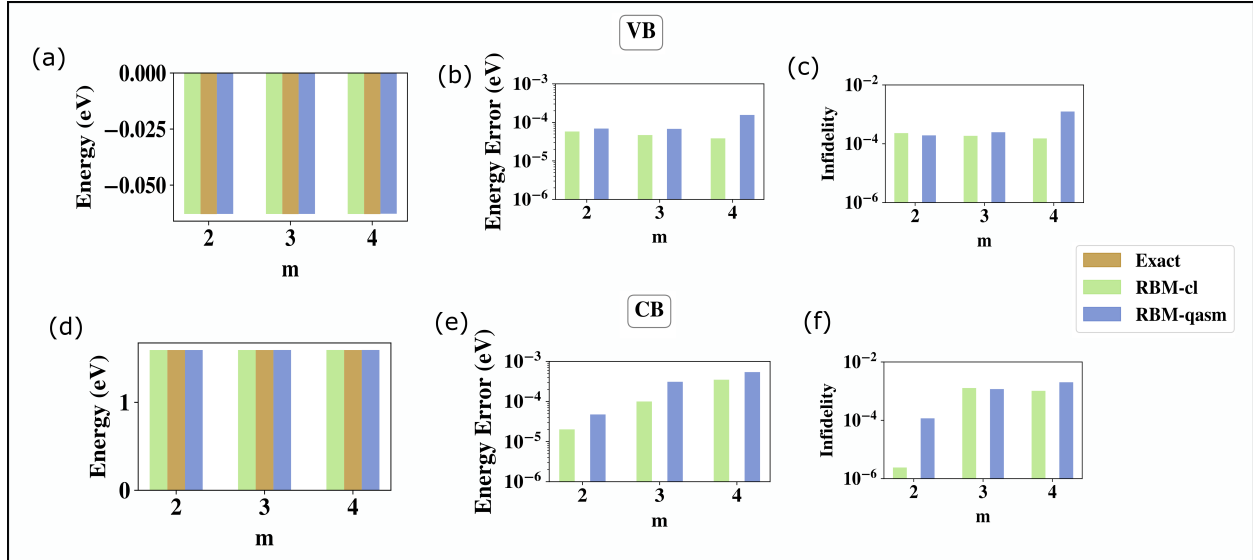 VB
(a)
Energy (eV)
0.000
−0.025
−0.050
2 3 4
m
(b)
Energy Error (eV)
10⁻³
10⁻⁴
10⁻⁵
10⁻⁶
2 3 4
m
(c)
Infidelity
10⁻²
10⁻⁴
10⁻⁶
2 3 4
m
Exact
RBM-cl
RBM-qasm
CB
(d)
Energy (eV)
1
0
2 3 4
m
(e)
Energy Error (eV)
10⁻³
10⁻⁴
10⁻⁵
10⁻⁶
2 3 4
m
(f)
Infidelity
10⁻²
10⁻⁴
10⁻⁶
2 3 4
m